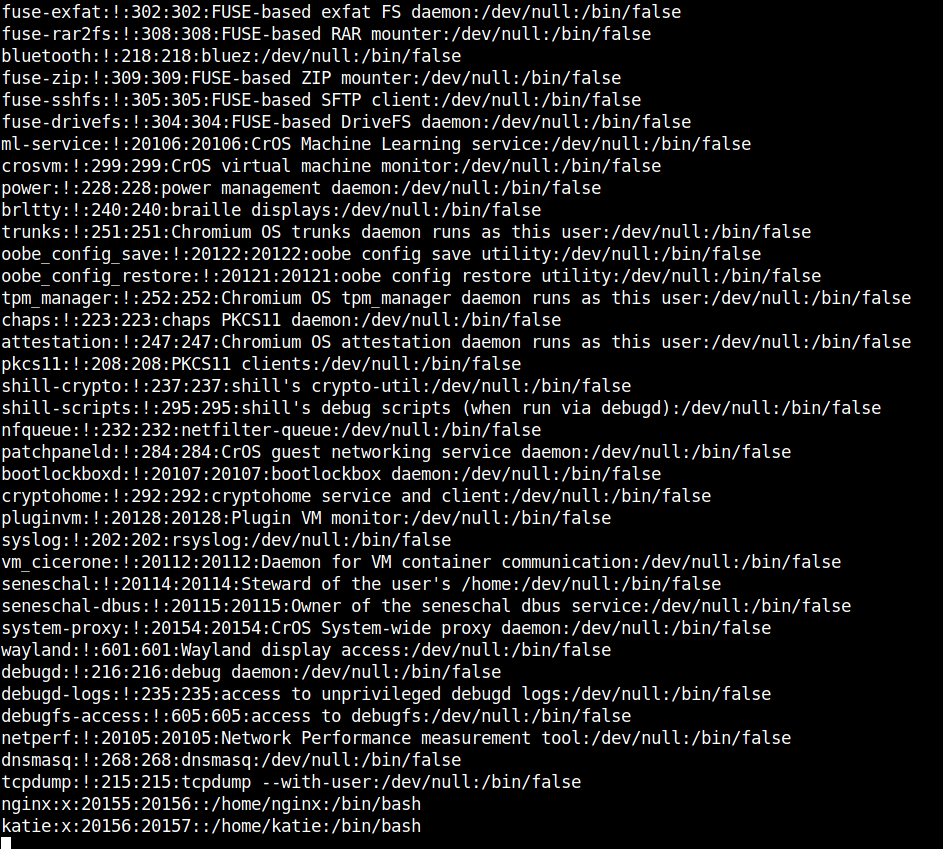 fuse-exfat:!:302:302:FUSE-based exfat FS daemon:/dev/null:/bin/false
fuse-rar2fs:!:308:308:FUSE-based RAR mounter:/dev/null:/bin/false
bluetooth:!:218:218:bluez:/dev/null:/bin/false
fuse-zip:!:309:309:FUSE-based ZIP mounter:/dev/null:/bin/false
fuse-sshfs:!:305:305:FUSE-based SFTP client:/dev/null:/bin/false
fuse-drivefs:!:304:304:FUSE-based DriveFS daemon:/dev/null:/bin/false
ml-service:!:20106:20106:CrOS Machine Learning service:/dev/null:/bin/false
crosvm:!:299:299:CrOS virtual machine monitor:/dev/null:/bin/false
power:!:228:228:power management daemon:/dev/null:/bin/false
brltty:!:240:240:braille displays:/dev/null:/bin/false
trunks:!:251:251:Chromium OS trunks daemon runs as this user:/dev/null:/bin/false
oobe_config_save:!:20122:20122:oobe config save utility:/dev/null:/bin/false
oobe_config_restore:!:20121:20121:oobe config restore utility:/dev/null:/bin/false
tpm_manager:!:252:252:Chromium OS tpm_manager daemon runs as this user:/dev/null:/bin/false
chaps:!:223:223:chaps PKCS11 daemon:/dev/null:/bin/false
attestation:!:247:247:Chromium OS attestation daemon runs as this user:/dev/null:/bin/false
pkcs11:!:208:208:PKCS11 clients:/dev/null:/bin/false
shill-crypto:!:237:237:shill's crypto-util:/dev/null:/bin/false
shill-scripts:!:295:295:shill's debug scripts (when run via debugd):/dev/null:/bin/false
nfqueue:!:232:232:netfilter-queue:/dev/null:/bin/false
patchpaneld:!:284:284:CrOS guest networking service daemon:/dev/null:/bin/false
bootlockboxd:!:20107:20107:bootlockbox daemon:/dev/null:/bin/false
cryptohome:!:292:292:cryptohome service and client:/dev/null:/bin/false
pluginvm:!:20128:20128:Plugin VM monitor:/dev/null:/bin/false
syslog:!:202:202:rsyslog:/dev/null:/bin/false
vm_cicerone:!:20112:20112:Daemon for VM container communication:/dev/null:/bin/false
seneschal:!:20114:20114:Steward of the user's /home:/dev/null:/bin/false
seneschal-dbus:!:20115:20115:Owner of the seneschal dbus service:/dev/null:/bin/false
system-proxy:!:20154:20154:CrOS System-wide proxy daemon:/dev/null:/bin/false
wayland:!:601:601:Wayland display access:/dev/null:/bin/false
debugd:!:216:216:debug daemon:/dev/null:/bin/false
debugd-logs:!:235:235:access to unprivileged debugd logs:/dev/null:/bin/false
debugfs-access:!:605:605:access to debugfs:/dev/null:/bin/false
netperf:!:20105:20105:Network Performance measurement tool:/dev/null:/bin/false
dnsmasq:!:268:268:dnsmasq:/dev/null:/bin/false
tcpdump:!:215:215:tcpdump --with-user:/dev/null:/bin/false
nginx:x:20155:20156::/home/nginx:/bin/bash
katie:x:20156:20157::/home/katie:/bin/bash